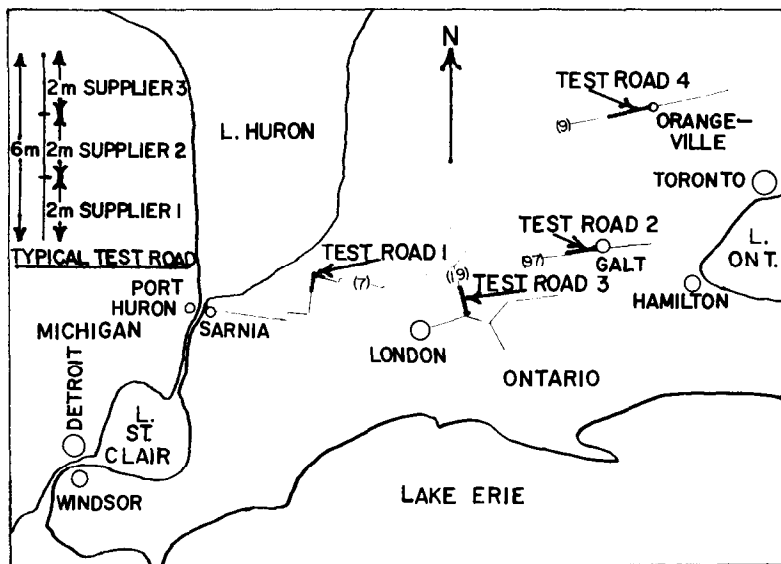 N
2m SUPPLIER 3
6m
2m SUPPLIER 2
2m SUPPLIER 1
TYPICAL TEST ROAD
L. HURON
TEST ROAD 4
(9)
ORANGE-
VILLE
TORONTO
L.
ONT.
TEST ROAD 2
(97)
GALT
HAMILTON
TEST ROAD 1
(7)
(19)
TEST ROAD 3
PORT
HURON
SARNIA
MICHIGAN
LONDON
ONTARIO
DETROIT
L.
ST.
CLAIR
WINDSOR
LAKE ERIE